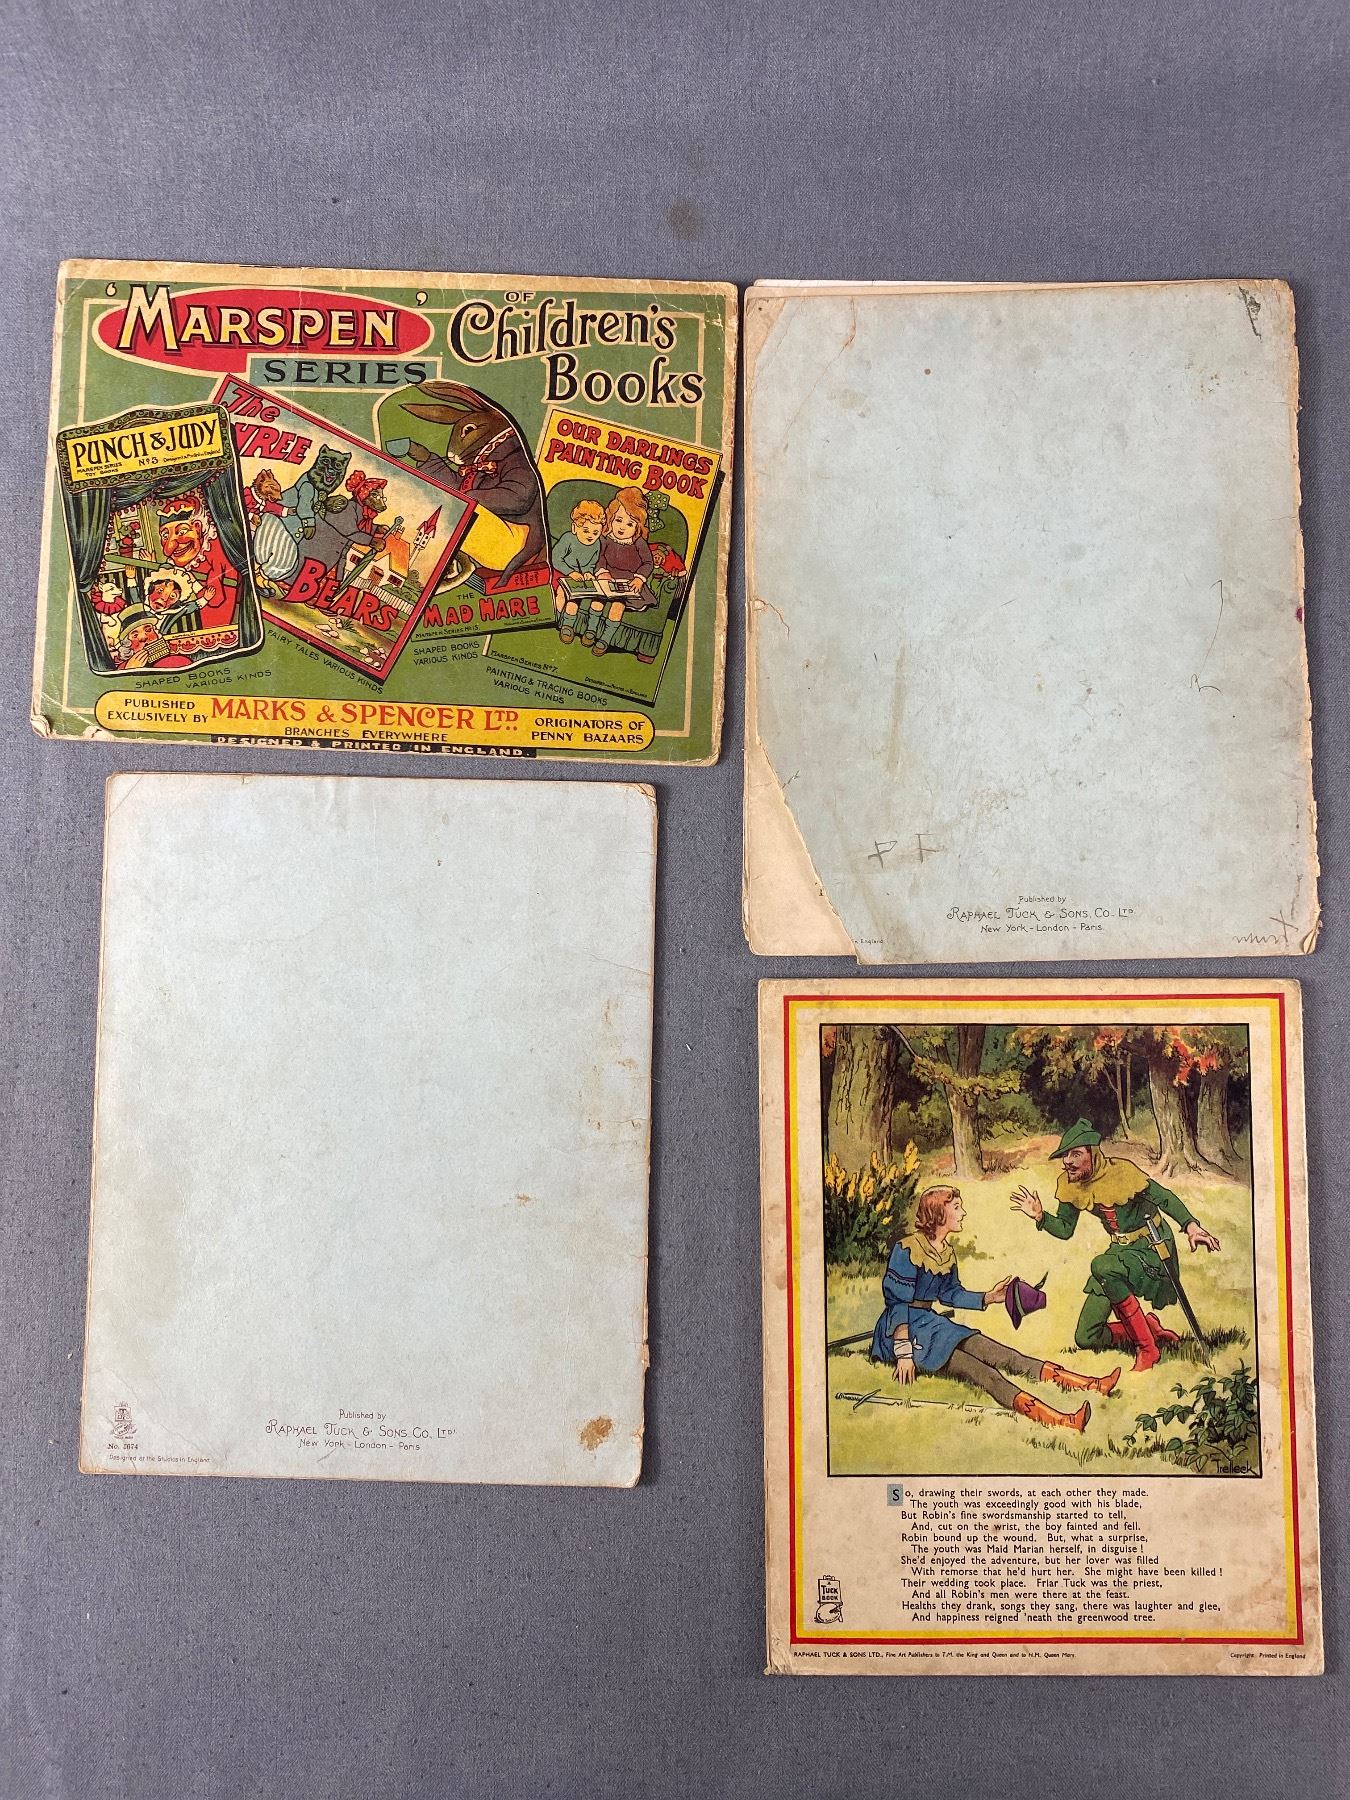 'MARSPEN' OF Children's
SERIES Books
PUNCH & JUDY
MARSPEN SERIES
TOY BOOKS
No 3
The
THREE
BEARS
OUR DARLINGS
PAINTING BOOK
THE
MAD HARE
MARSPEN SERIES No 15
MARSPEN SERIES No 7.
SHAPED BOOKS
VARIOUS KINDS
FAIRY TALES VARIOUS KINDS
SHAPED BOOKS
VARIOUS KINDS
PAINTING & TRACING BOOKS
VARIOUS KINDS
PUBLISHED
EXCLUSIVELY BY MARKS & SPENCER LTD.
BRANCHES EVERYWHERE
ORIGINATORS OF
PENNY BAZAARS
DESIGNED & PRINTED IN ENGLAND.
P F
Published by
RAPHAEL TUCK & SONS, CO. LTD
New York - London - Paris.
England
Published by
RAPHAEL TUCK & SONS, CO. LTD.
New York - London - Paris
Designed at the Studios in England
Trelleek
So, drawing their swords, at each other they made.
The youth was exceedingly good with his blade,
But Robin's fine swordsmanship started to tell,
And, cut on the wrist, the boy fainted and fell.
Robin bound up the wound. But, what a surprise,
The youth was Maid Marian herself, in disguise!
She'd enjoyed the adventure, but her lover was filled
With remorse that he'd hurt her. She might have been killed!
Their wedding took place. Friar Tuck was the priest,
And all Robin's men were there at the feast.
Healths they drank, songs they sang, there was laughter and glee,
And happiness reigned 'neath the greenwood tree.
A
TUCK
BOOK
RAPHAEL TUCK & SONS LTD., Fine Art Publishers to T.M. the King and Queen and to H.M. Queen Mary.
Copyright. Printed in England